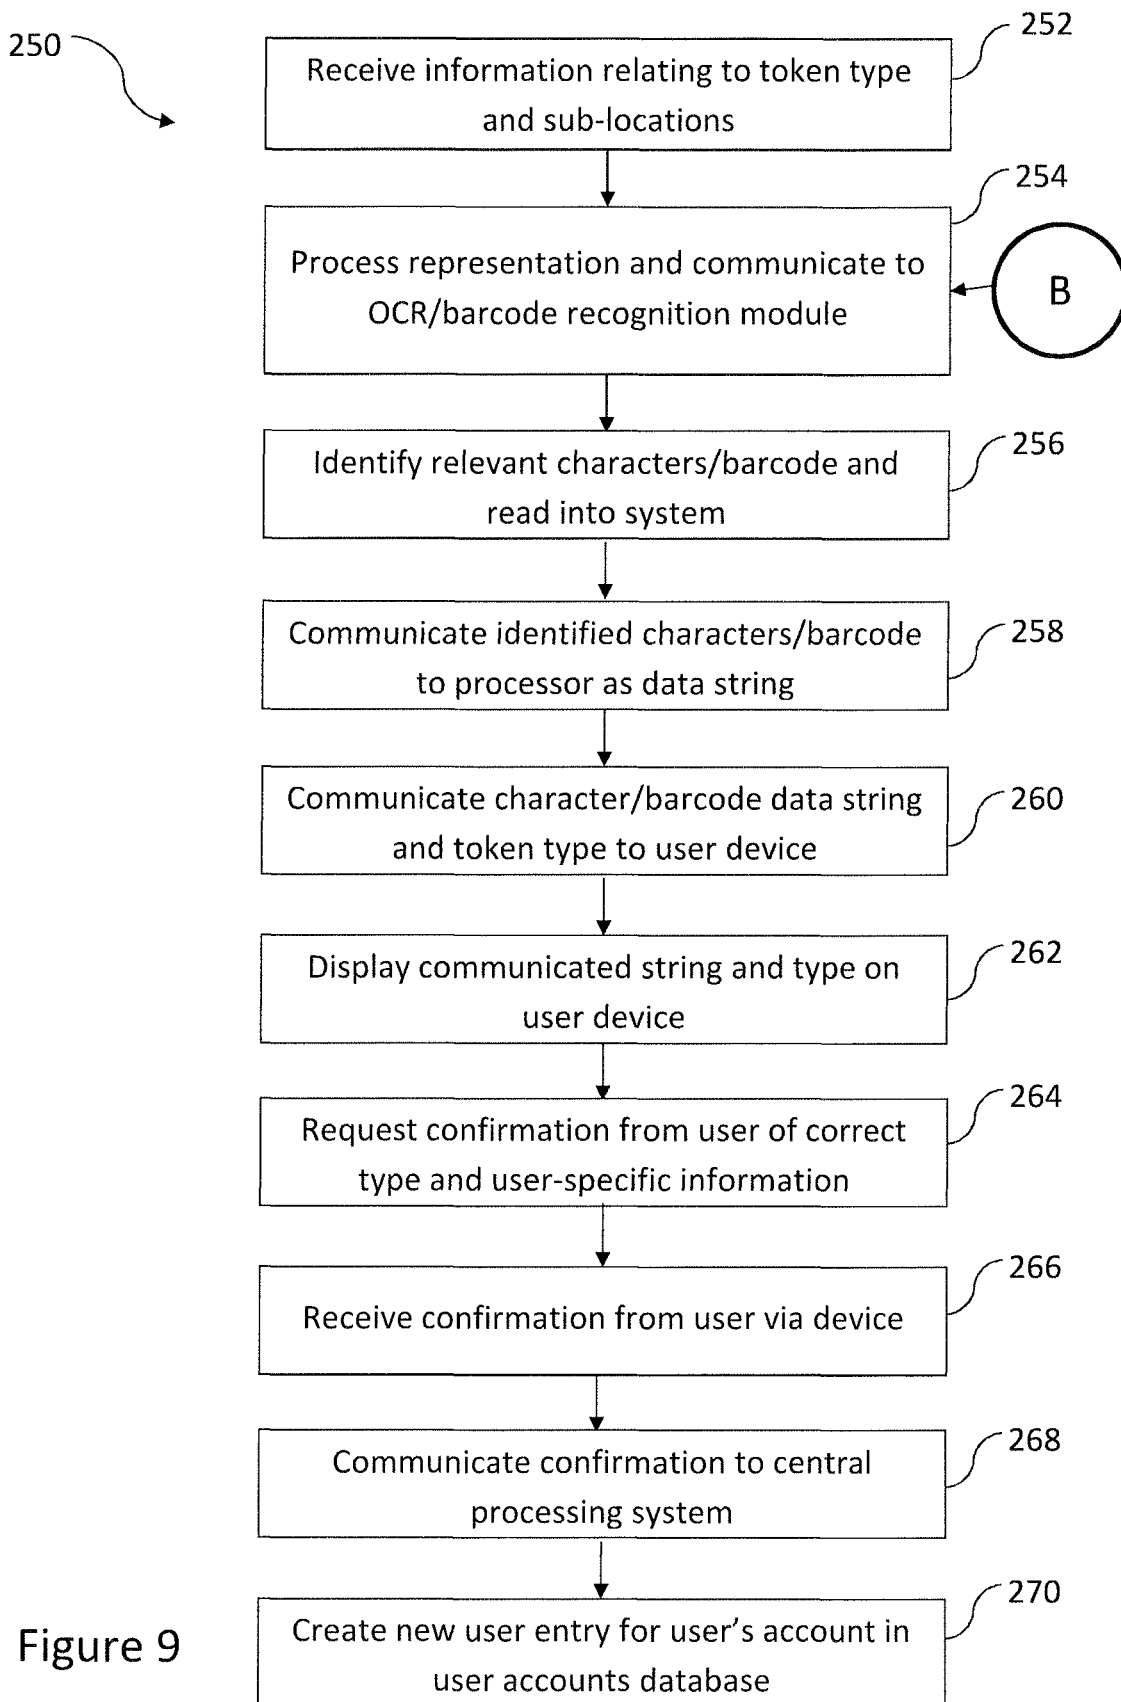 250
252
Receive information relating to token type
and sub-locations
254
Process representation and communicate to
OCR/barcode recognition module
B
256
Identify relevant characters/barcode and
read into system
258
Communicate identified characters/barcode
to processor as data string
260
Communicate character/barcode data string
and token type to user device
262
Display communicated string and type on
user device
264
Request confirmation from user of correct
type and user-specific information
266
Receive confirmation from user via device
268
Communicate confirmation to central
processing system
270
Create new user entry for user's account in
user accounts database
Figure 9